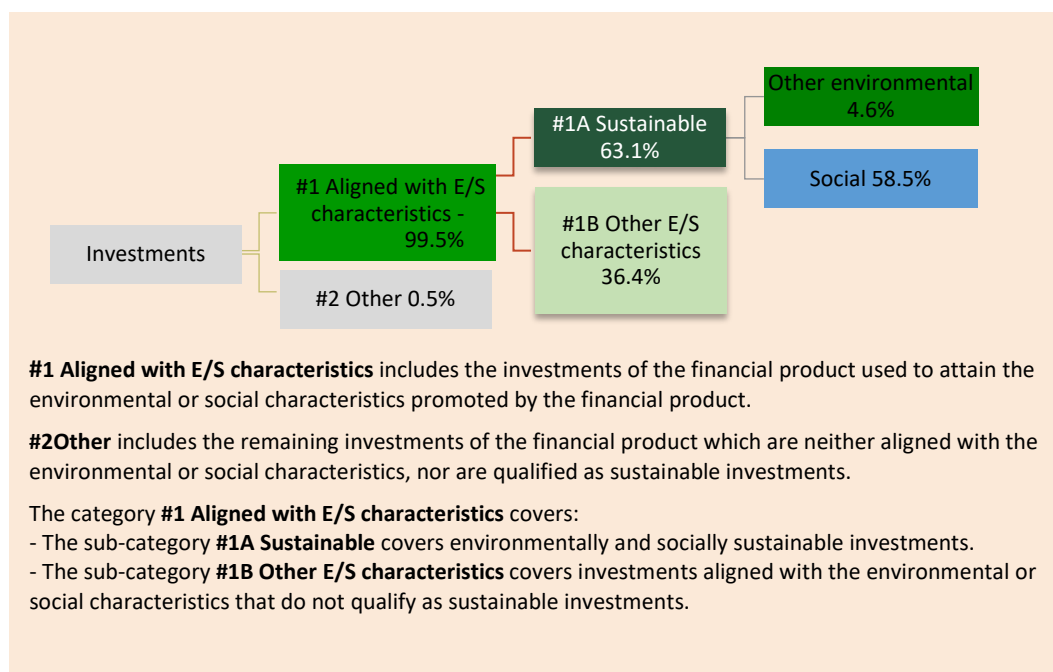 Other environmental
4.6%
#1A Sustainable
63.1%
Social 58.5%
#1 Aligned with E/S
characteristics -
99.5%
#1B Other E/S
characteristics
36.4%
Investments
#2 Other 0.5%
#1 Aligned with E/S characteristics includes the investments of the financial product used to attain the
environmental or social characteristics promoted by the financial product.
#2Other includes the remaining investments of the financial product which are neither aligned with the
environmental or social characteristics, nor are qualified as sustainable investments.
The category #1 Aligned with E/S characteristics covers:
- The sub-category #1A Sustainable covers environmentally and socially sustainable investments.
- The sub-category #1B Other E/S characteristics covers investments aligned with the environmental or
social characteristics that do not qualify as sustainable investments.